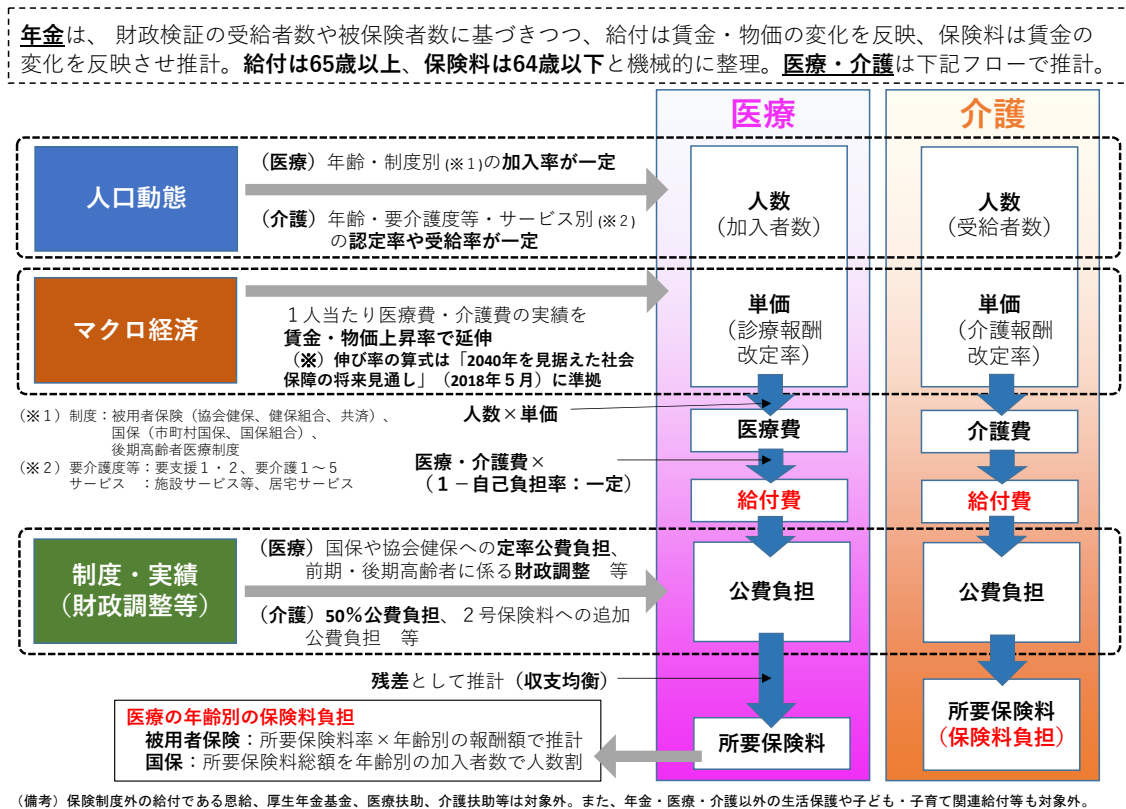 年金は、 財政検証の受給者数や被保険者数に基づきつつ、給付は賃金・物価の変化を反映、保険料は賃金の
変化を反映させ推計。給付は65歳以上、保険料は64歳以下と機械的に整理。医療・介護は下記フローで推計。
医療
介護
人口動態
（医療）年齢・制度別(※1)の加入率が一定
（介護）年齢・要介護度等・サービス別(※2)
の認定率や受給率が一定
人数
（加入者数）
人数
（受給者数）
マクロ経済
１人当たり医療費・介護費の実績を
賃金・物価上昇率で延伸
（※）伸び率の算式は「2040年を見据えた社会
保障の将来見通し」（2018年５月）に準拠
単価
（診療報酬
改定率）
単価
（介護報酬
改定率）
（※１）制度：被用者保険（協会健保、健保組合、共済）、
国保（市町村国保、国保組合）、
後期高齢者医療制度
（※２）要介護度等：要支援１・２、要介護１～５
サービス　：施設サービス等、居宅サービス
人数×単価
医療費
介護費
医療・介護費×
（１－自己負担率：一定）
給付費
給付費
制度・実績
（財政調整等）
（医療）国保や協会健保への定率公費負担、
前期・後期高齢者に係る財政調整　等
（介護）50%公費負担、２号保険料への追加
公費負担　等
公費負担
公費負担
残差として推計（収支均衡）
医療の年齢別の保険料負担
被用者保険：所要保険料率×年齢別の報酬額で推計
国保：所要保険料総額を年齢別の加入者数で人数割
所要保険料
所要保険料
（保険料負担）
（備考）保険制度外の給付である恩給、厚生年金基金、医療扶助、介護扶助等は対象外。また、年金・医療・介護以外の生活保護や子ども・子育て関連給付等も対象外。